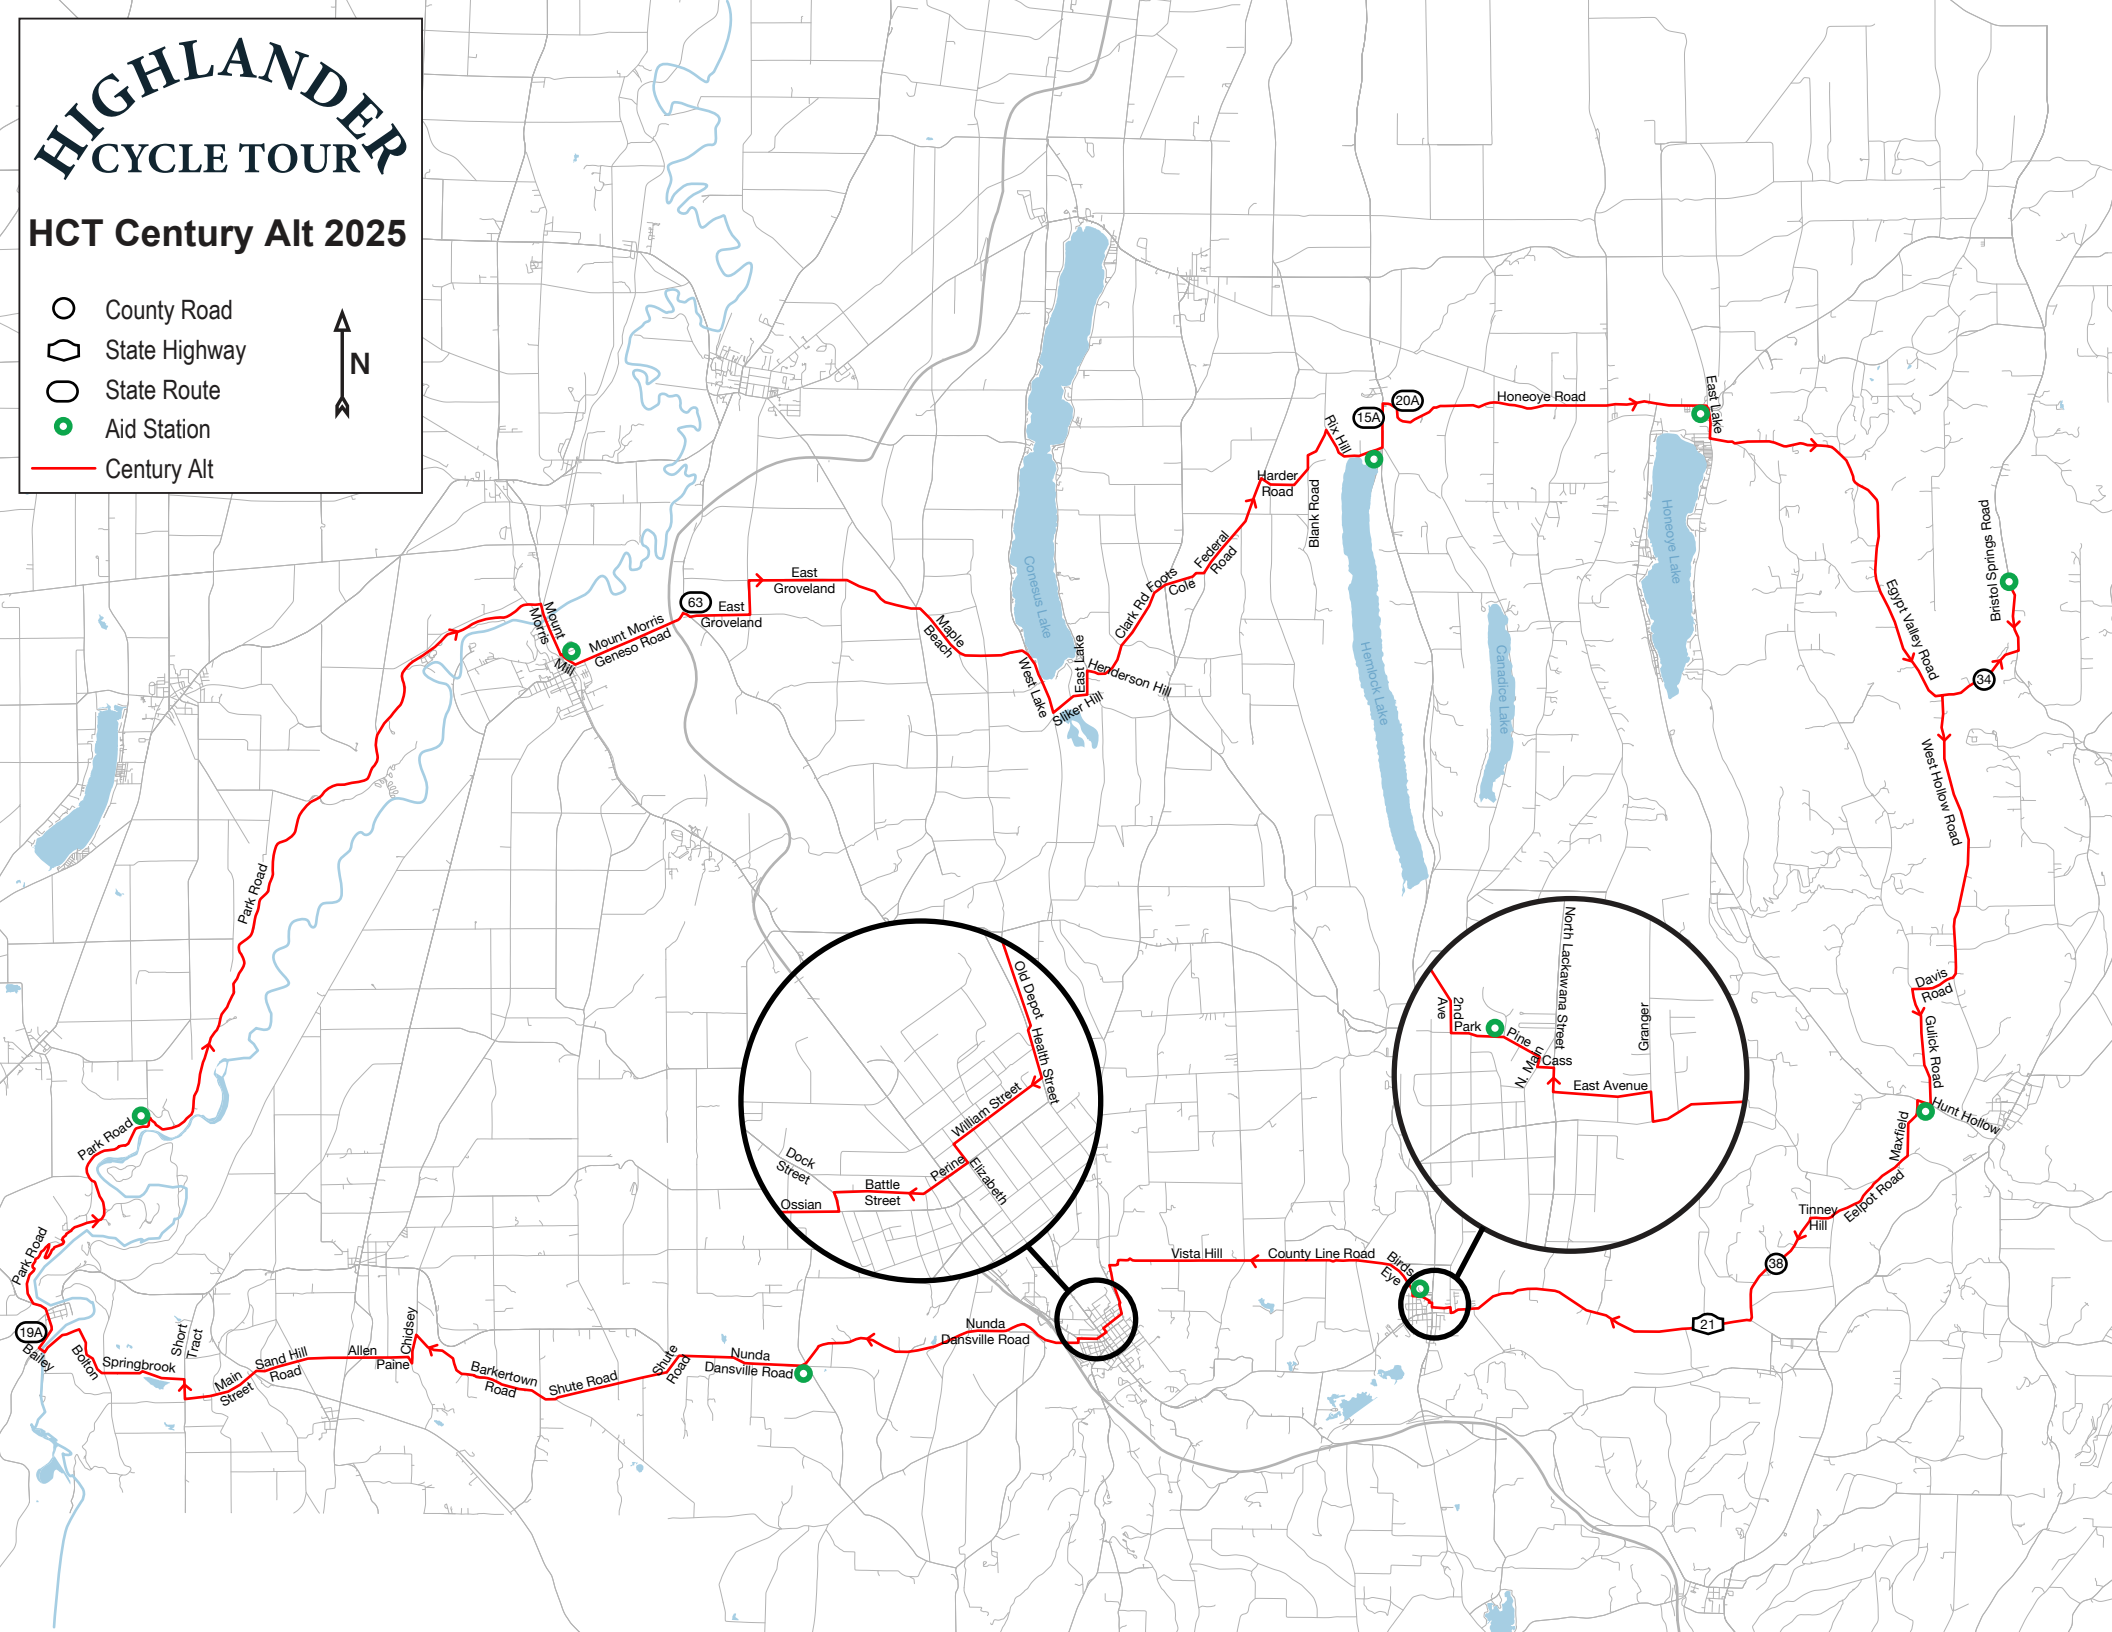 HIGHLANDER
CYCLE TOUR
HCT Century Alt 2025
County Road
State Highway
State Route
Aid Station
Century Alt
N
East Lake
Honeoye Road
20A
15A
Rix Hill
Harder
Road
Blank Road
Bristol Springs Road
Honeoye Lake
Federal
Road
Conesus Lake
Foots
Cole
Clark Rd
East
Groveland
63
East
Groveland
Mount
Morris
Mount Morris
Geneso Road
Mill
Maple
Beach
West Lake
East Lake
Henderson Hill
Sliker Hill
Hemlock Lake
Canadice Lake
Egypt Valley Road
34
West Hollow Road
Park Road
Davis
Road
Gulick Road
Hunt Hollow
Maxfield
Eelpot Road
Tinney
Hill
38
21
North Lackawana Street
Granger
2nd
Ave
Park
Pine
N. Main
Cass
East Avenue
Old Depot
Health Street
William Street
Elizabeth
Perine
Dock
Street
Battle
Street
Ossian
Park Road
Park Road
19A
Bailey
Bolton
Springbrook
Short
Tract
Main
Street
Sand Hill
Road
Allen
Paine
Chidsey
Barkertown
Road
Shute Road
Shute
Road
Nunda
Dansville Road
Nunda
Dansville Road
Vista Hill
County Line Road
Birds
Eye